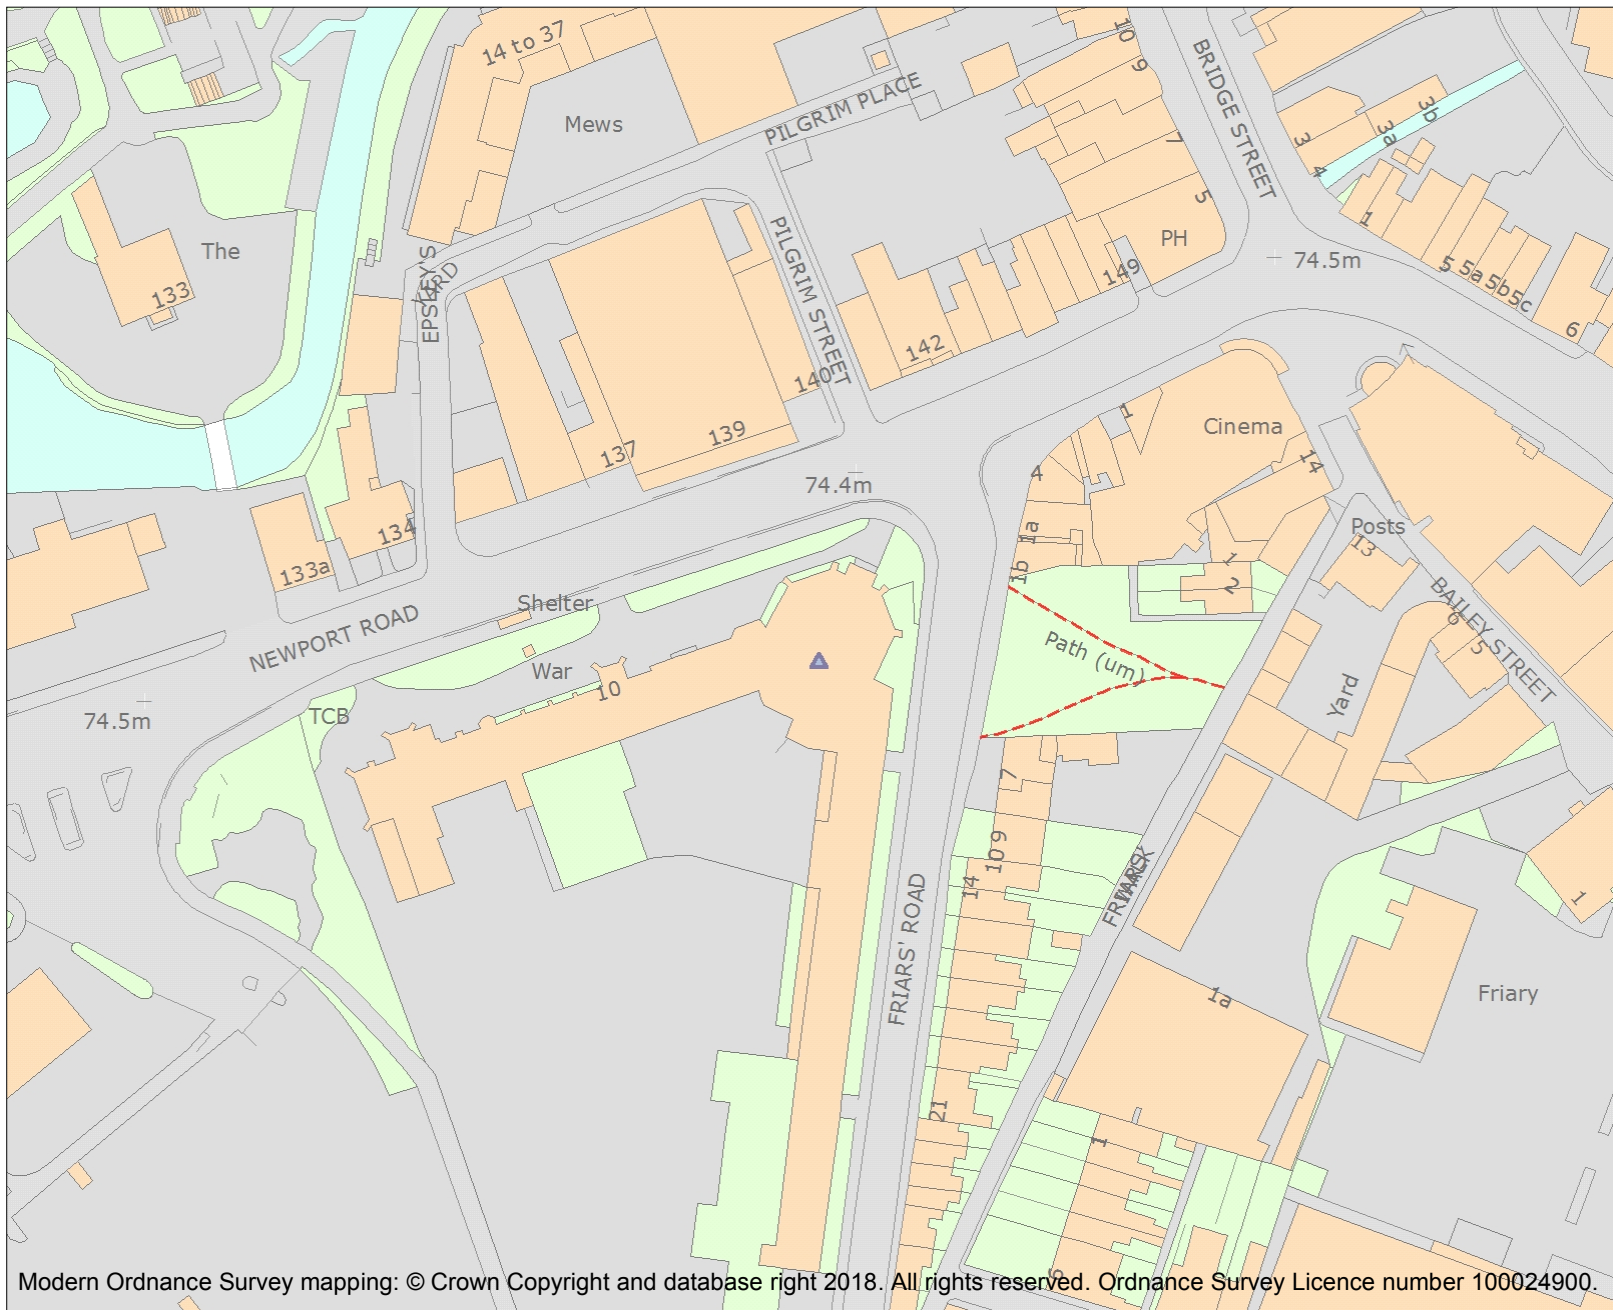 14 to 37
10
9
BRIDGE STREET
Mews
PILGRIM PLACE
7
3
3a
3b
4
5
1
The
133
EPSLEY'S
YARD
PILGRIM STREET
PH
149
74.5m
5
5a
5b
5c
6
142
140
139
137
1
Cinema
14
4
74.4m
134
133a
1a
1b
Posts
13
1
2
BAILEY STREET
6
5
Shelter
NEWPORT ROAD
War
10
Path (um)
Yard
TCB
74.5m
7
9
10
14
FRIARS'
WALK
FRIARS' ROAD
1
1a
Friary
21
1
6
Modern Ordnance Survey mapping: © Crown Copyright and database right 2018. All rights reserved. Ordnance Survey Licence number 100024900.